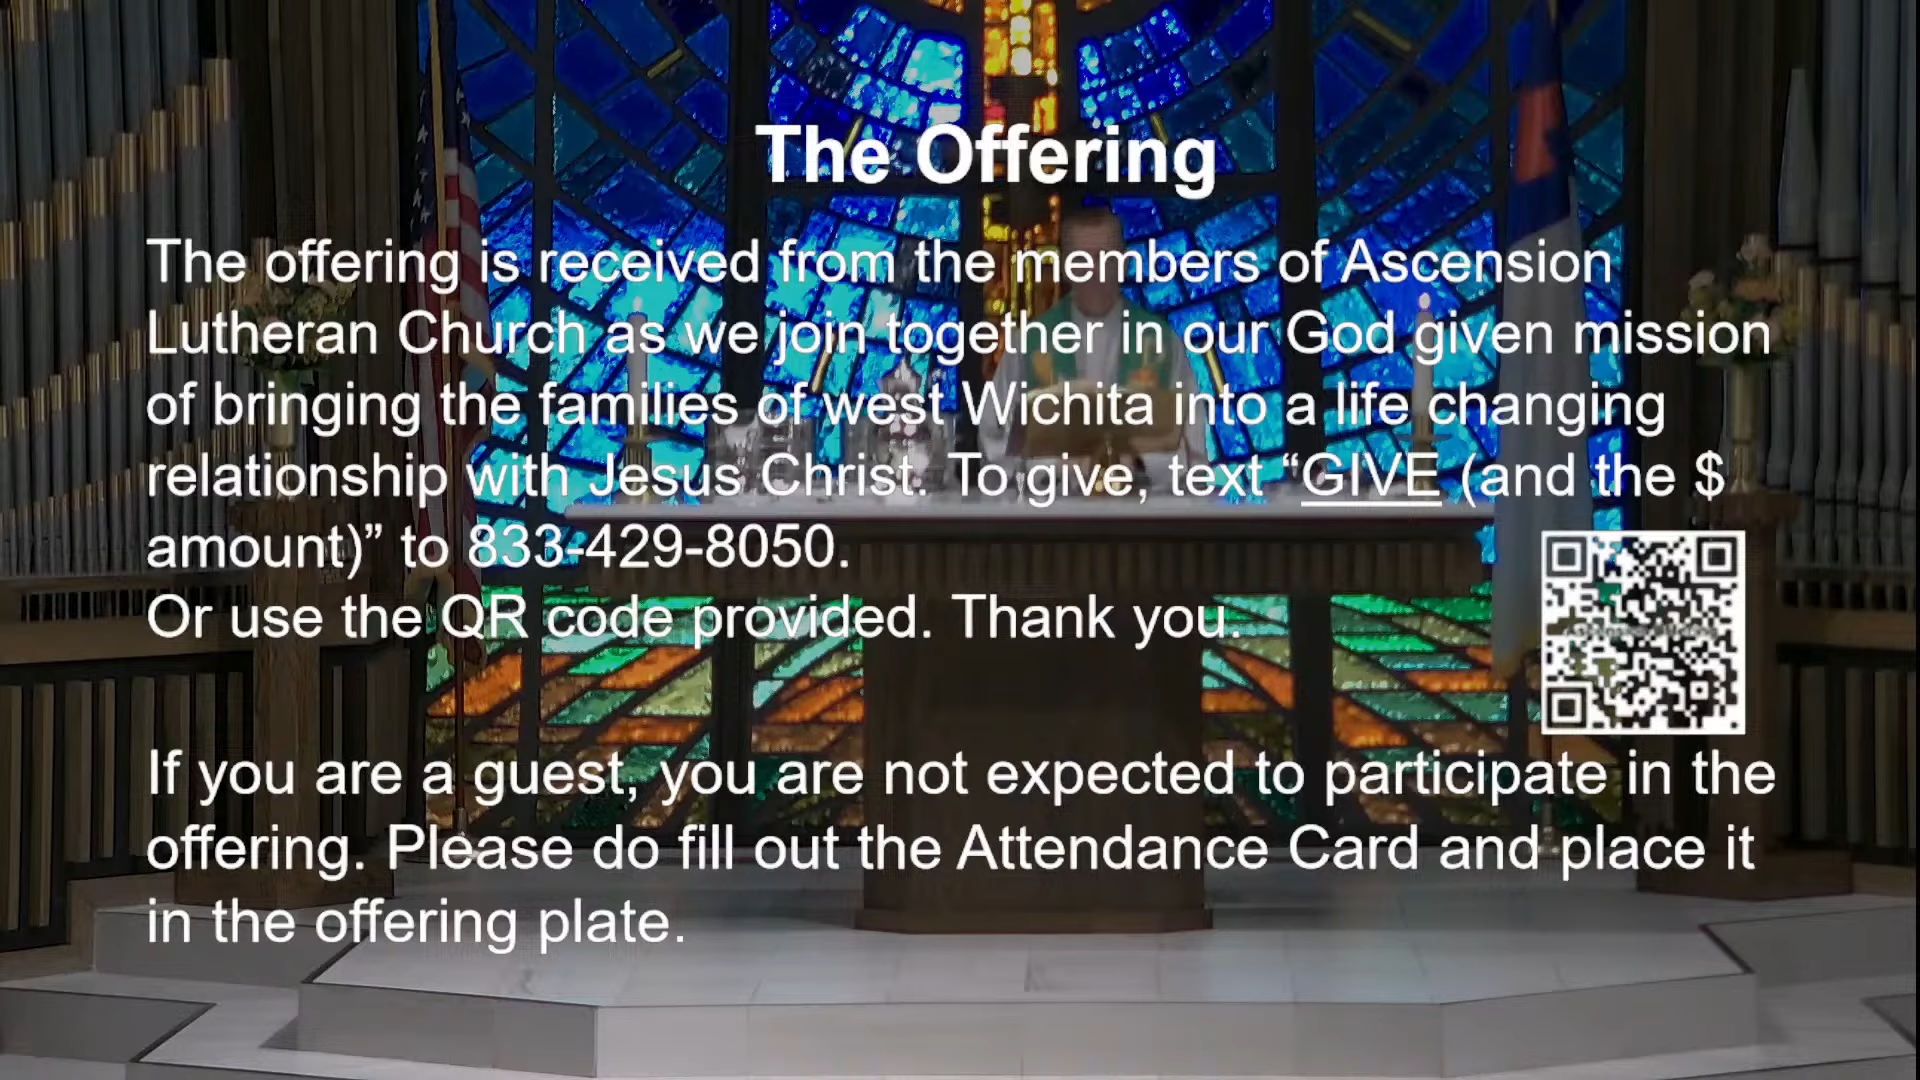 The Offering
The offering is received from the members of Ascension
Lutheran Church as we join together in our God given mission
of bringing the families of west Wichita into a life changing
relationship with Jesus Christ. To give, text “GIVE (and the $
amount)” to 833-429-8050.
Or use the QR code provided. Thank you.
If you are a guest, you are not expected to participate in the
offering. Please do fill out the Attendance Card and place it
in the offering plate.